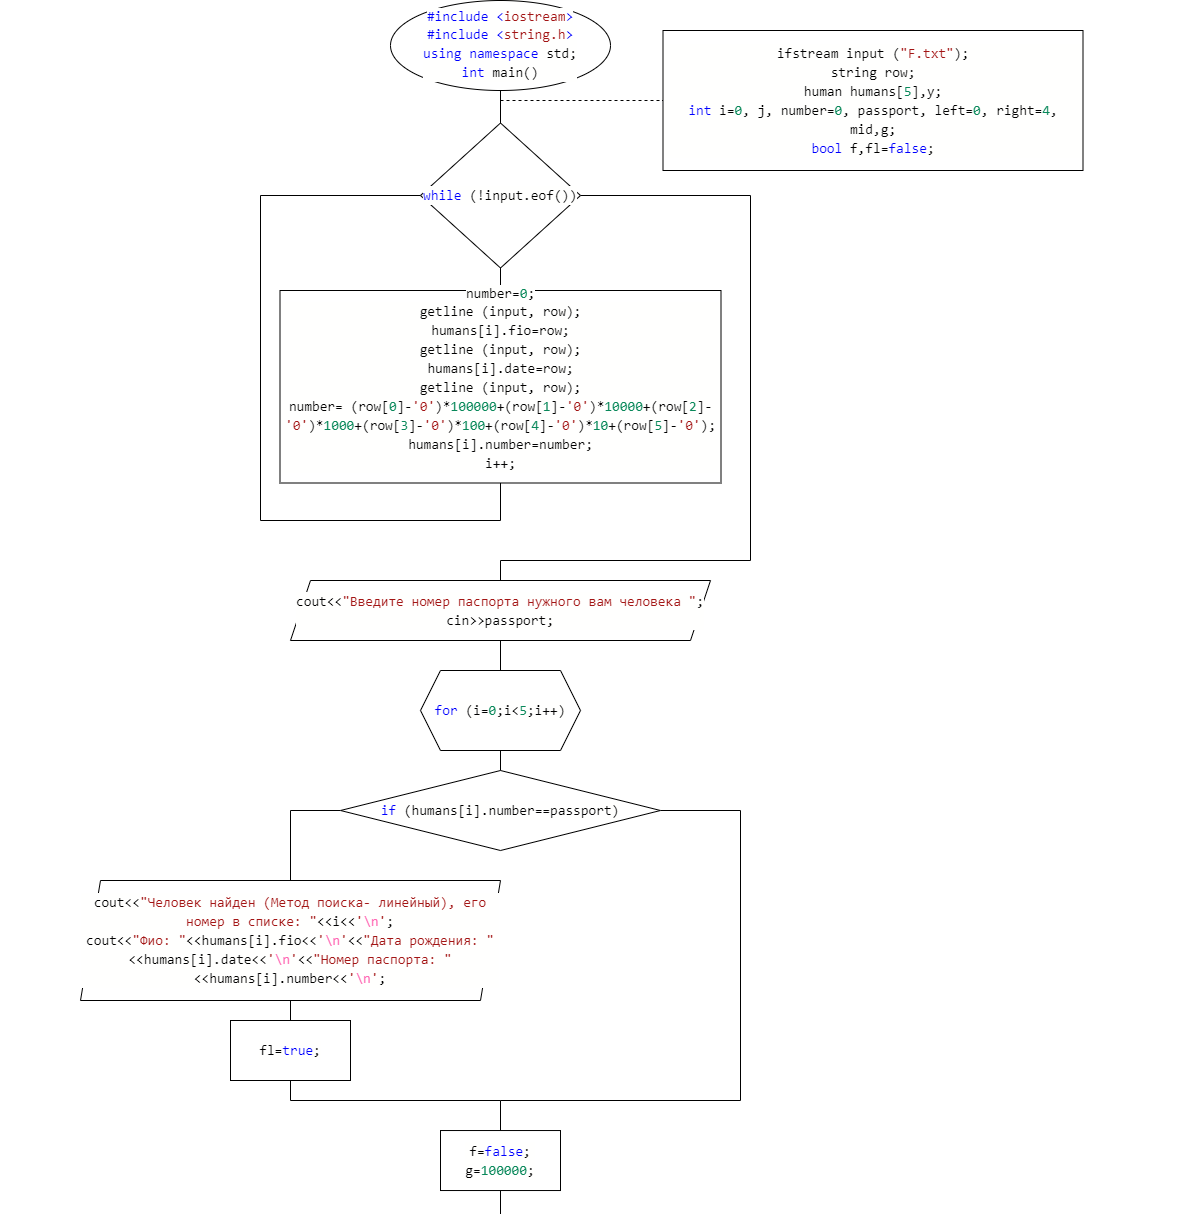 #include <iostream>
#include <string.h>
using namespace std;
int main()
ifstream input ("F.txt");
string row;
human humans[5],y;
int i=0, j, number=0, passport, left=0, right=4,
mid,g;
bool f,fl=false;
while (!input.eof())
number=0;
getline (input, row);
humans[i].fio=row;
getline (input, row);
humans[i].date=row;
getline (input, row);
number= (row[0]-'0')*100000+(row[1]-'0')*10000+(row[2]-
'0')*1000+(row[3]-'0')*100+(row[4]-'0')*10+(row[5]-'0');
humans[i].number=number;
i++;
cout<<"Введите номер паспорта нужного вам человека ";
cin>>passport;
for (i=0;i<5;i++)
if (humans[i].number==passport)
cout<<"Человек найден (Метод поиска- линейный), его
номер в списке: "<<i<<'\n';
cout<<"Фио: "<<humans[i].fio<<'\n'<<"Дата рождения: "
<<humans[i].date<<'\n'<<"Номер паспорта: "
<<humans[i].number<<'\n';
fl=true;
f=false;
g=100000;